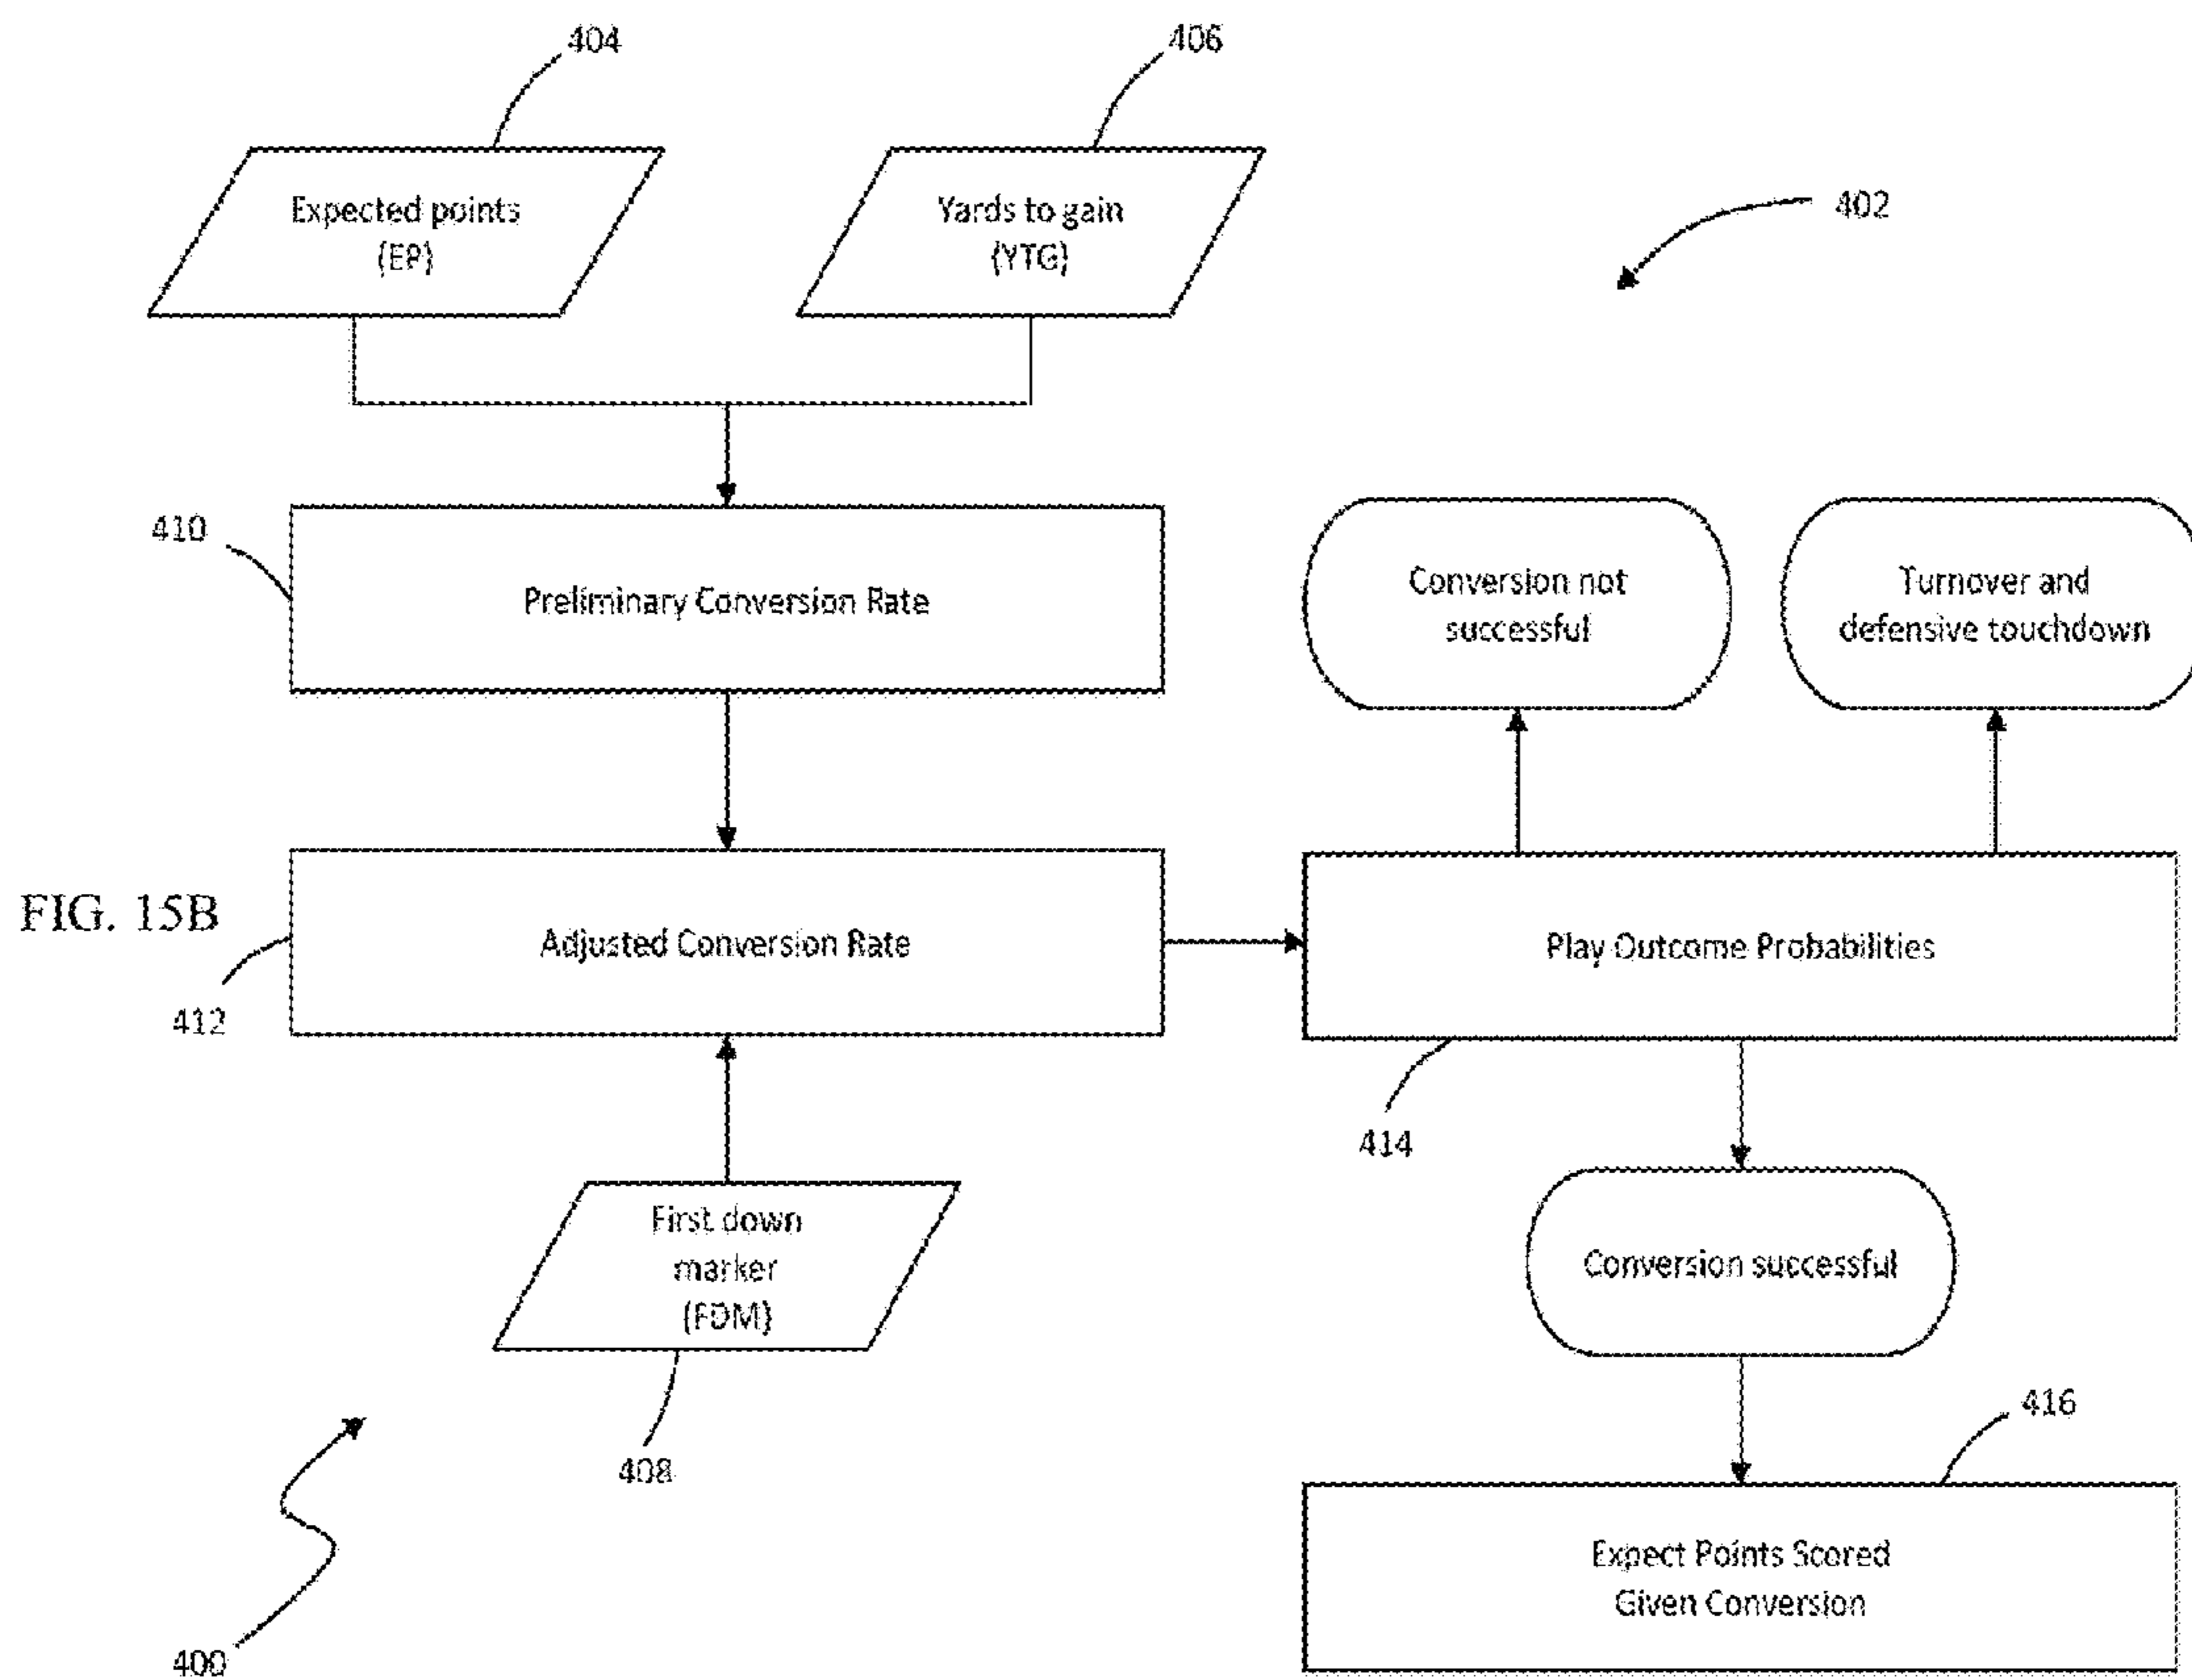 404
406
Expected points
(EP)
Yards to gain
(YTG)
402
410
Preliminary Conversion Rate
Conversion not
successful
Turnover and
defensive touchdown
FIG. 15B
412
Adjusted Conversion Rate
Play Outcome Probabilities
414
First down
marker
(FDM)
408
Conversion successful
416
Expect Points Scored
Given Conversion
400